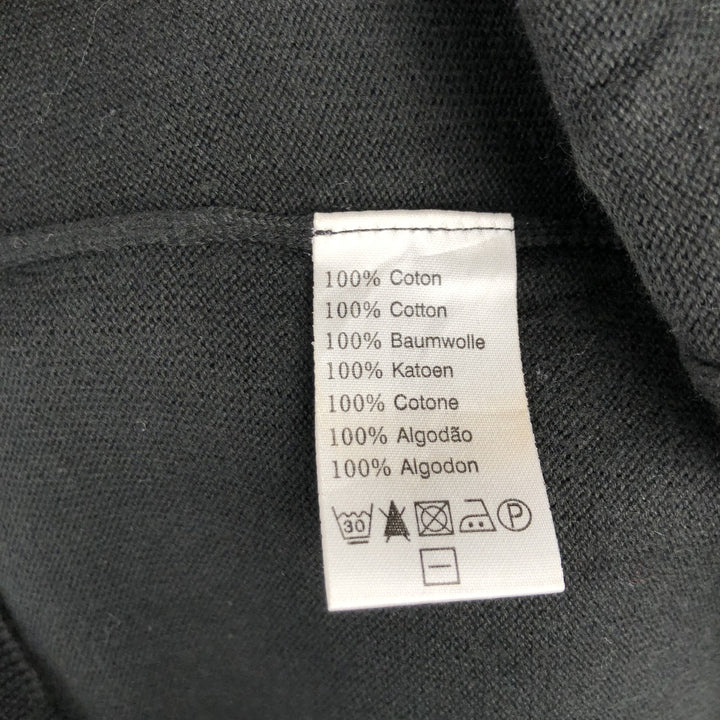 100% Coton
100% Cotton
100% Baumwolle
100% Katoen
100% Cotone
100% Algodão
100% Algodon
30 P